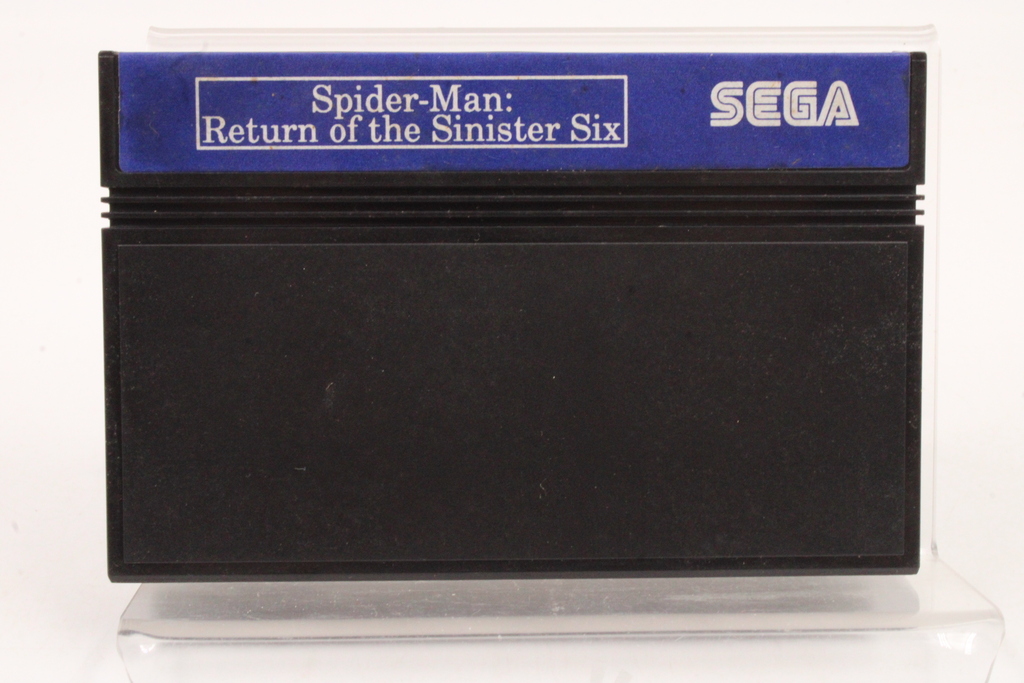 Spider-Man:
Return of the Sinister Six
SEGA